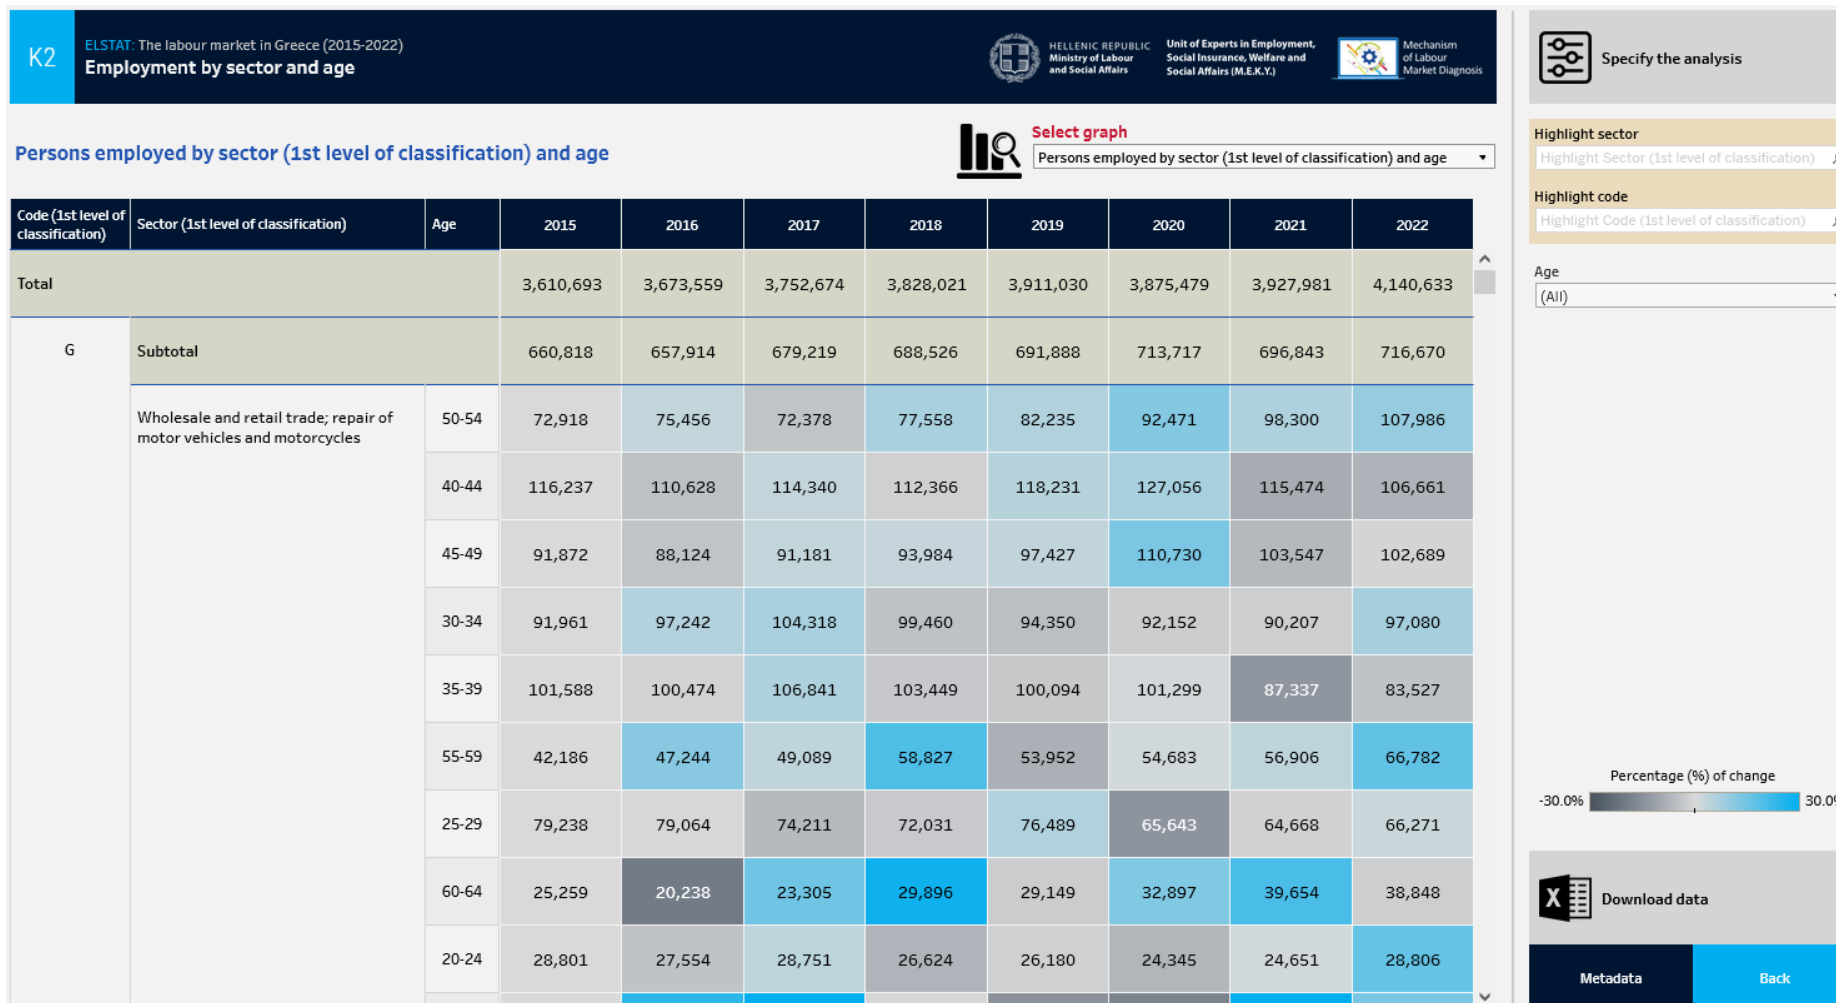 K2
ELSTAT: The labour market in Greece (2015-2022)
Employment by sector and age
HELLENIC REPUBLIC
Ministry of Labour
and Social Affairs
Unit of Experts in Employment,
Social Insurance, Welfare and
Social Affairs (M.E.K.Y.)
Mechanism
of Labour
Market Diagnosis
Specify the analysis
Persons employed by sector (1st level of classification) and age
Select graph
Persons employed by sector (1st level of classification) and age
Highlight sector
Highlight Sector (1st level of classification)
Highlight code
Highlight Code (1st level of classification)
Age
(All)
Code (1st level of
classification)
Sector (1st level of classification) Age 2015 2016 2017 2018 2019 2020 2021 2022
Total 3,610,693 3,673,559 3,752,674 3,828,021 3,911,030 3,875,479 3,927,981 4,140,633
G Subtotal 660,818 657,914 679,219 688,526 691,888 713,717 696,843 716,670
Wholesale and retail trade; repair of
motor vehicles and motorcycles
50-54 72,918 75,456 72,378 77,558 82,235 92,471 98,300 107,986
40-44 116,237 110,628 114,340 112,366 118,231 127,056 115,474 106,661
45-49 91,872 88,124 91,181 93,984 97,427 110,730 103,547 102,689
30-34 91,961 97,242 104,318 99,460 94,350 92,152 90,207 97,080
35-39 101,588 100,474 106,841 103,449 100,094 101,299 87,337 83,527
55-59 42,186 47,244 49,089 58,827 53,952 54,683 56,906 66,782
25-29 79,238 79,064 74,211 72,031 76,489 65,643 64,668 66,271
60-64 25,259 20,238 23,305 29,896 29,149 32,897 39,654 38,848
20-24 28,801 27,554 28,751 26,624 26,180 24,345 24,651 28,806
Percentage (%) of change
-30.0% 30.0%
X
Download data
Metadata
Back